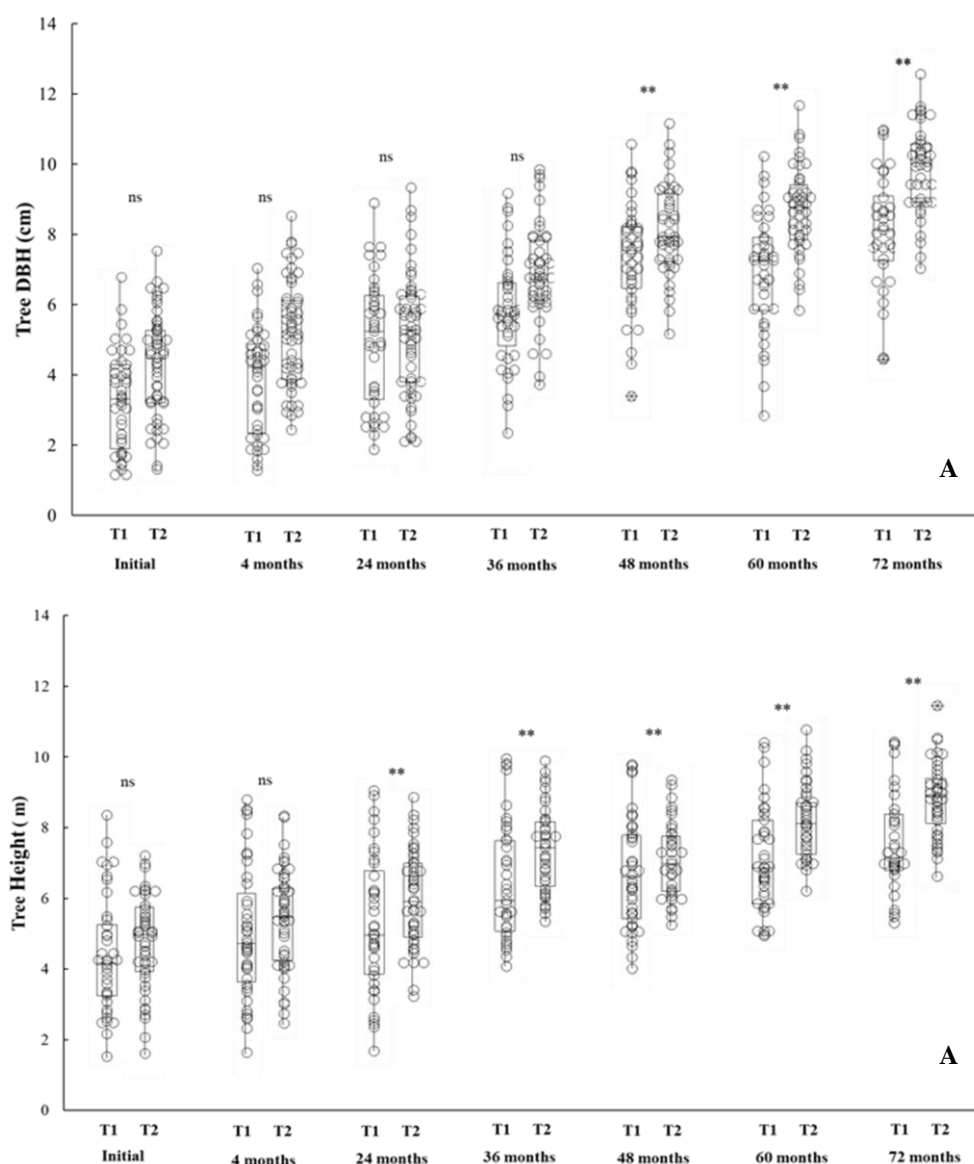 14
12
10
8
6
4
2
0
Tree DBH (cm)
ns
ns
ns
ns
**
**
**
A
T1 T2 T1 T2 T1 T2 T1 T2 T1 T2 T1 T2 T1 T2
Initial 4 months 24 months 36 months 48 months 60 months 72 months
14
12
10
8
6
4
2
0
Tree Height ( m)
ns
ns
**
**
**
**
**
A
T1 T2 T1 T2 T1 T2 T1 T2 T1 T2 T1 T2 T1 T2
Initial 4 months 24 months 36 months 48 months 60 months 72 months